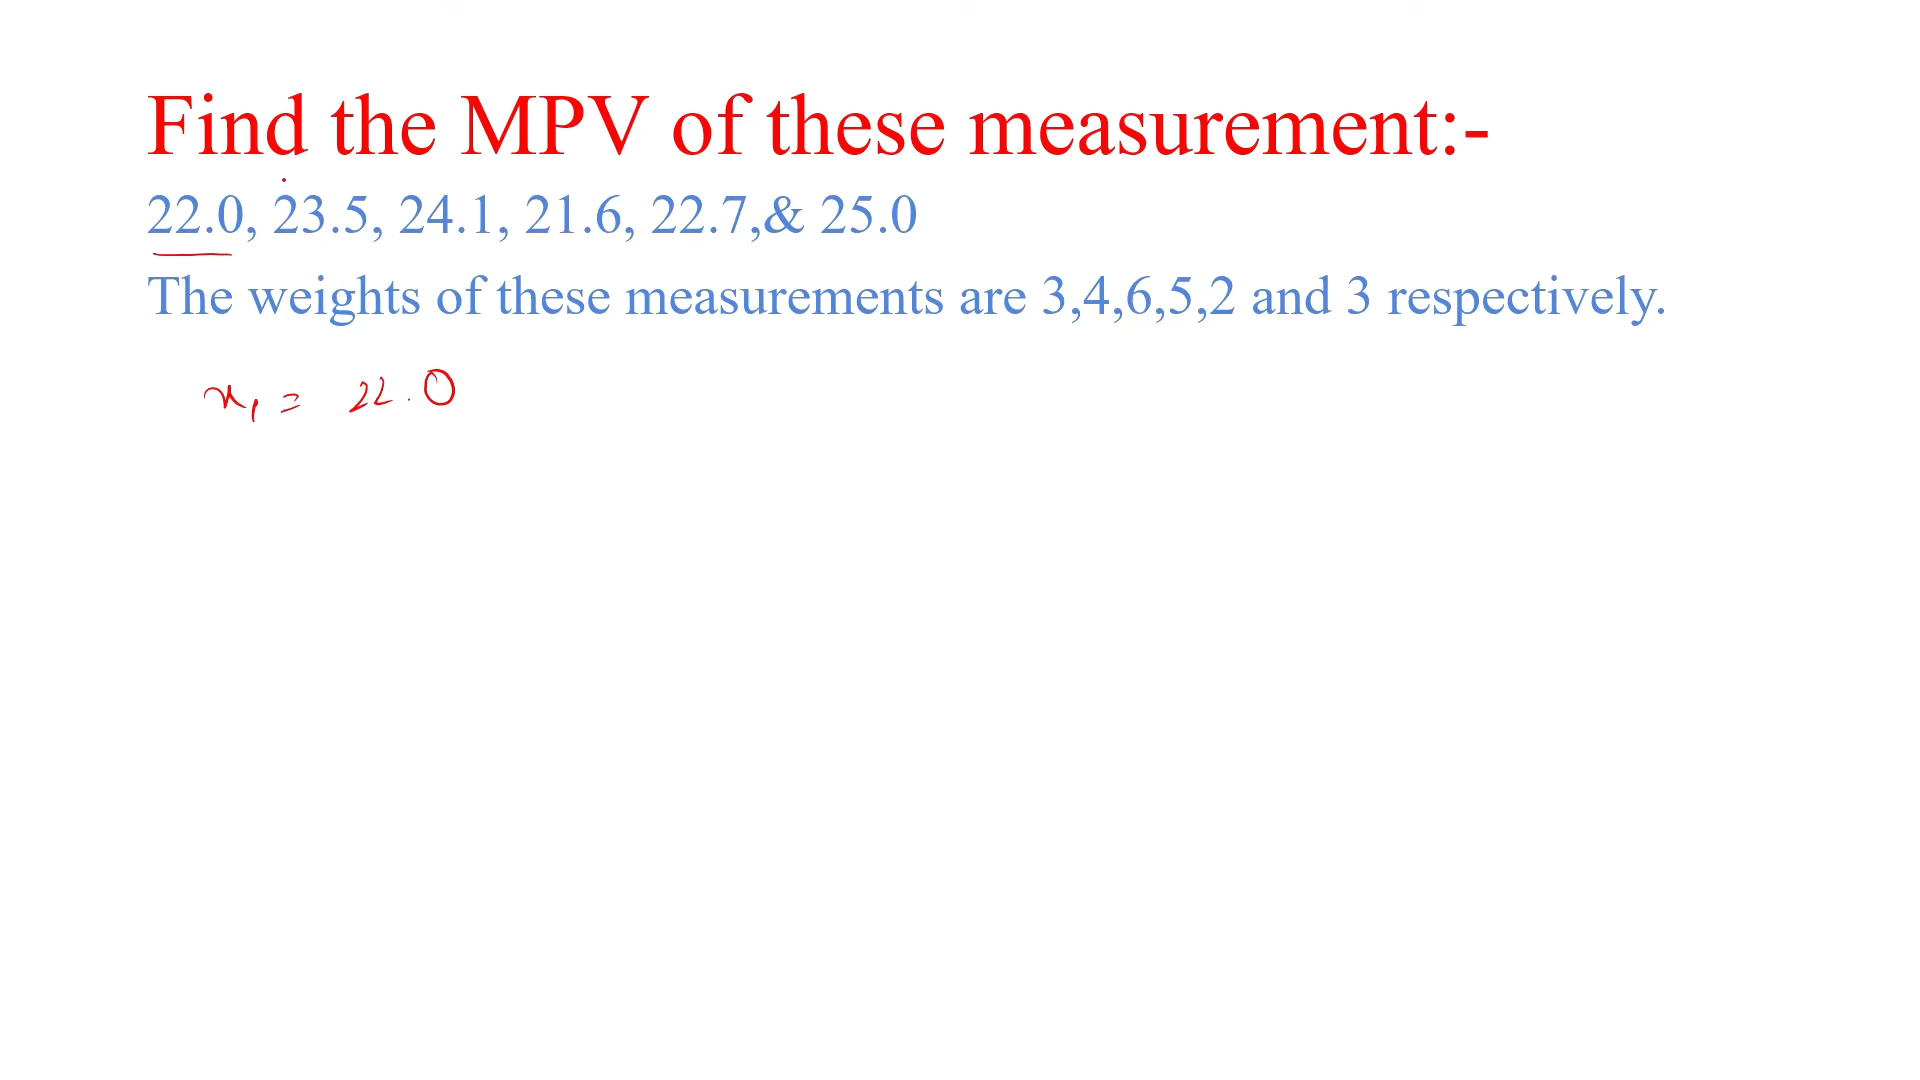 Find the MPV of these measurement:-
22.0, 23.5, 24.1, 21.6, 22.7,& 25.0
The weights of these measurements are 3,4,6,5,2 and 3 respectively.
x₁ = 22.0